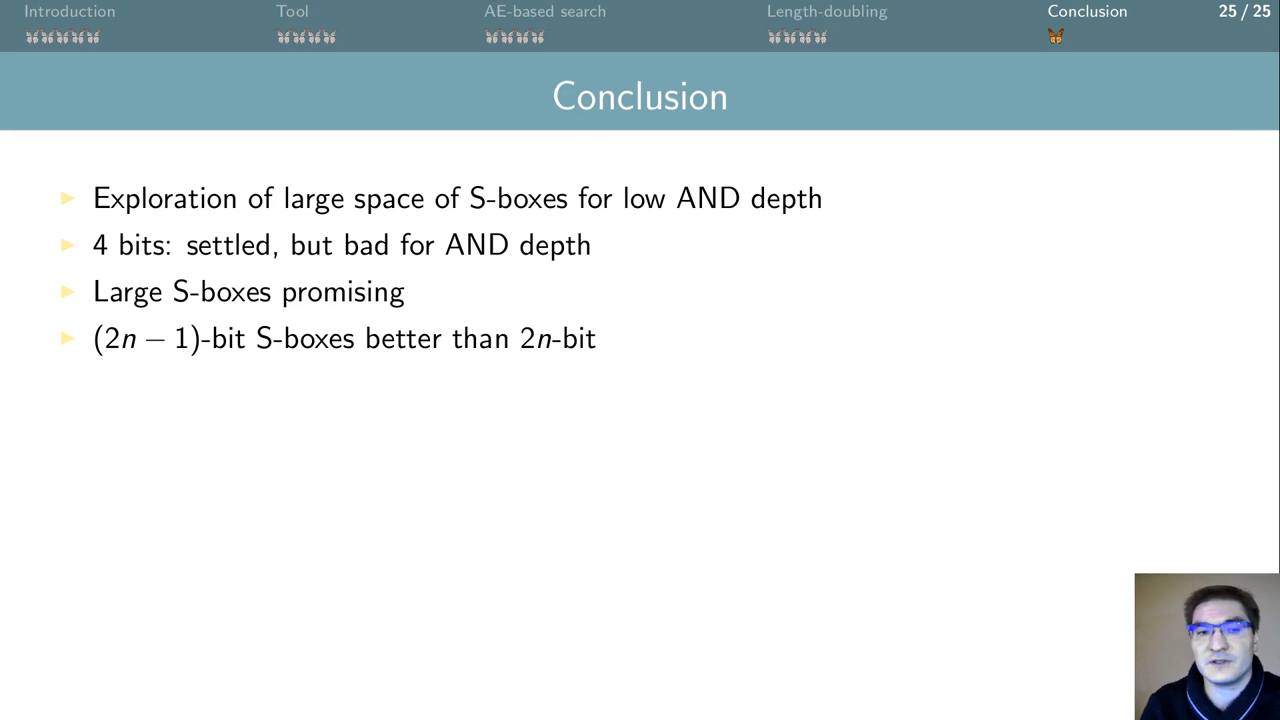 Introduction Tool AE-based search Length-doubling Conclusion 25 / 25
Conclusion
Exploration of large space of S-boxes for low AND depth
4 bits: settled, but bad for AND depth
Large S-boxes promising
(2n − 1)-bit S-boxes better than 2n-bit